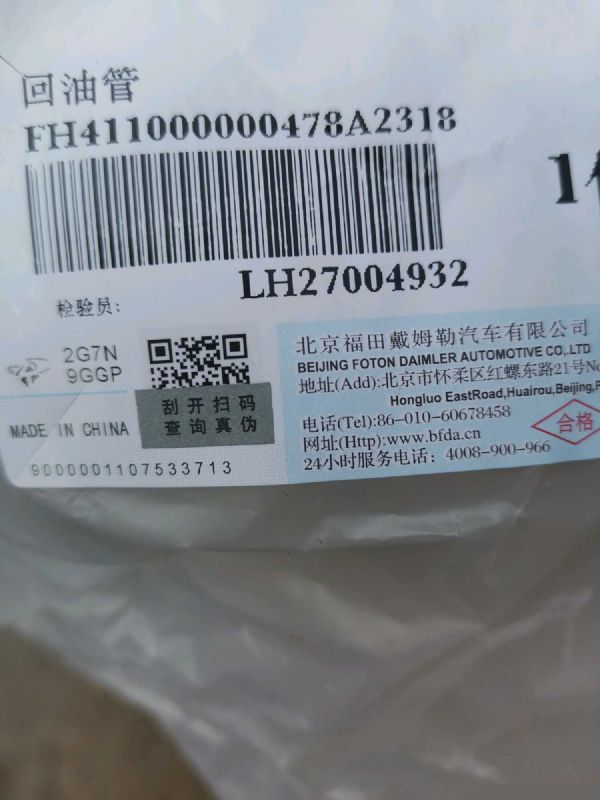 回油管
FH411000000478A2318
1
LH27004932
检验员:
2G7N
9GGP
刮开扫码
查询真伪
MADE IN CHINA
9000001107533713
北京福田戴姆勒汽车有限公司
BEIJING FOTON DAIMLER AUTOMOTIVE CO.,LTD
地址(Add):北京市怀柔区红螺东路21号No
Hongluo EastRoad,Huairou,Beijing,P
电话(Tel):86-010-60678458
网址(Http):www.bfda.cn
24小时服务电话: 4008-900-966
合格